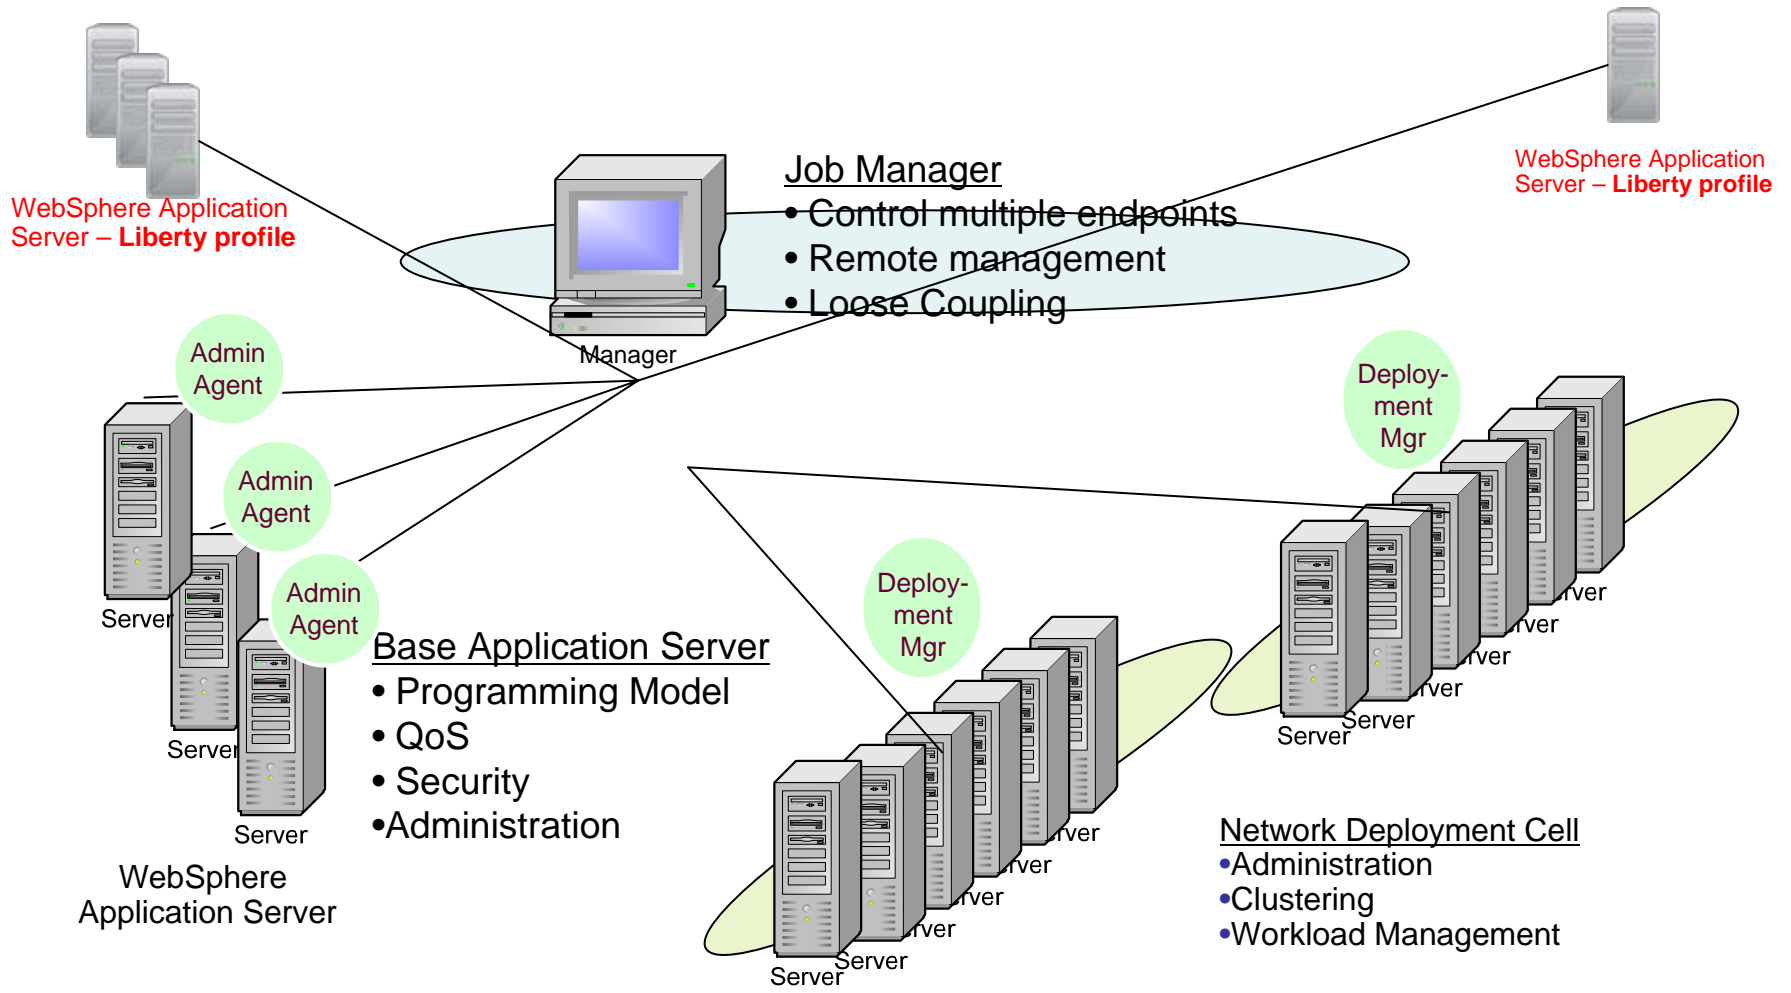 WebSphere Application
Server – Liberty profile
Job Manager
• Control multiple endpoints
• Remote management
• Loose Coupling
WebSphere Application
Server – Liberty profile
Manager
Admin
Agent
Admin
Agent
Admin
Agent
Server
Server
Server
WebSphere
Application Server
Base Application Server
• Programming Model
• QoS
• Security
•Administration
Deploy-
ment
Mgr
Server
Server
Deploy-
ment
Mgr
Server
Server
Network Deployment Cell
•Administration
•Clustering
•Workload Management